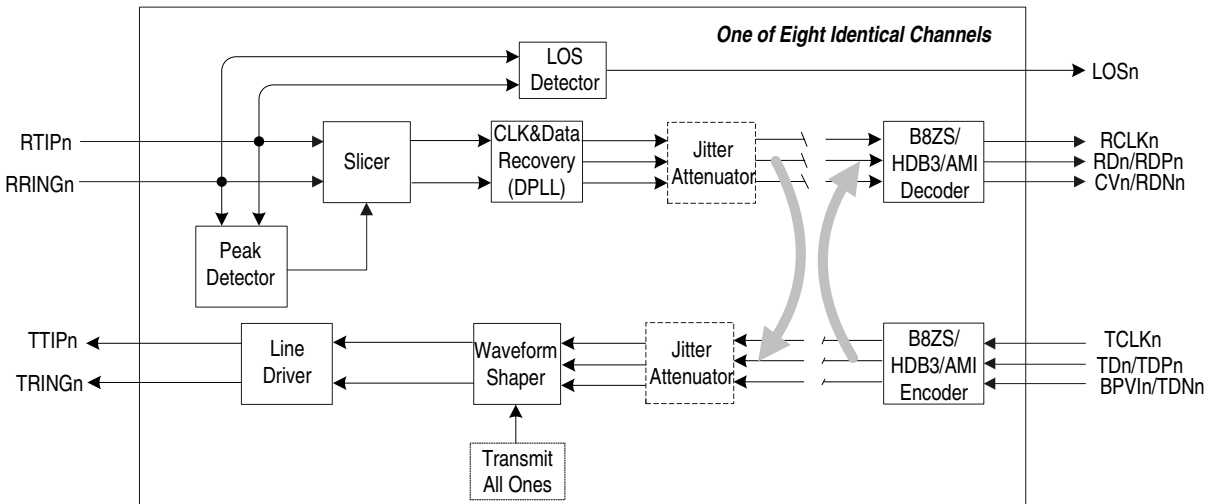 One of Eight Identical Channels
LOS
Detector
LOSn
RTIPn
RRINGn
Slicer
CLK&Data
Recovery
(DPLL)
Jitter
Attenuator
B8ZS/
HDB3/AMI
Decoder
RCLKn
RDn/RDPn
CVn/RDNn
Peak
Detector
TTIPn
TRINGn
Line
Driver
Waveform
Shaper
Jitter
Attenuator
B8ZS/
HDB3/AMI
Encoder
TCLKn
TDn/TDPn
BPVIn/TDNn
Transmit
All Ones